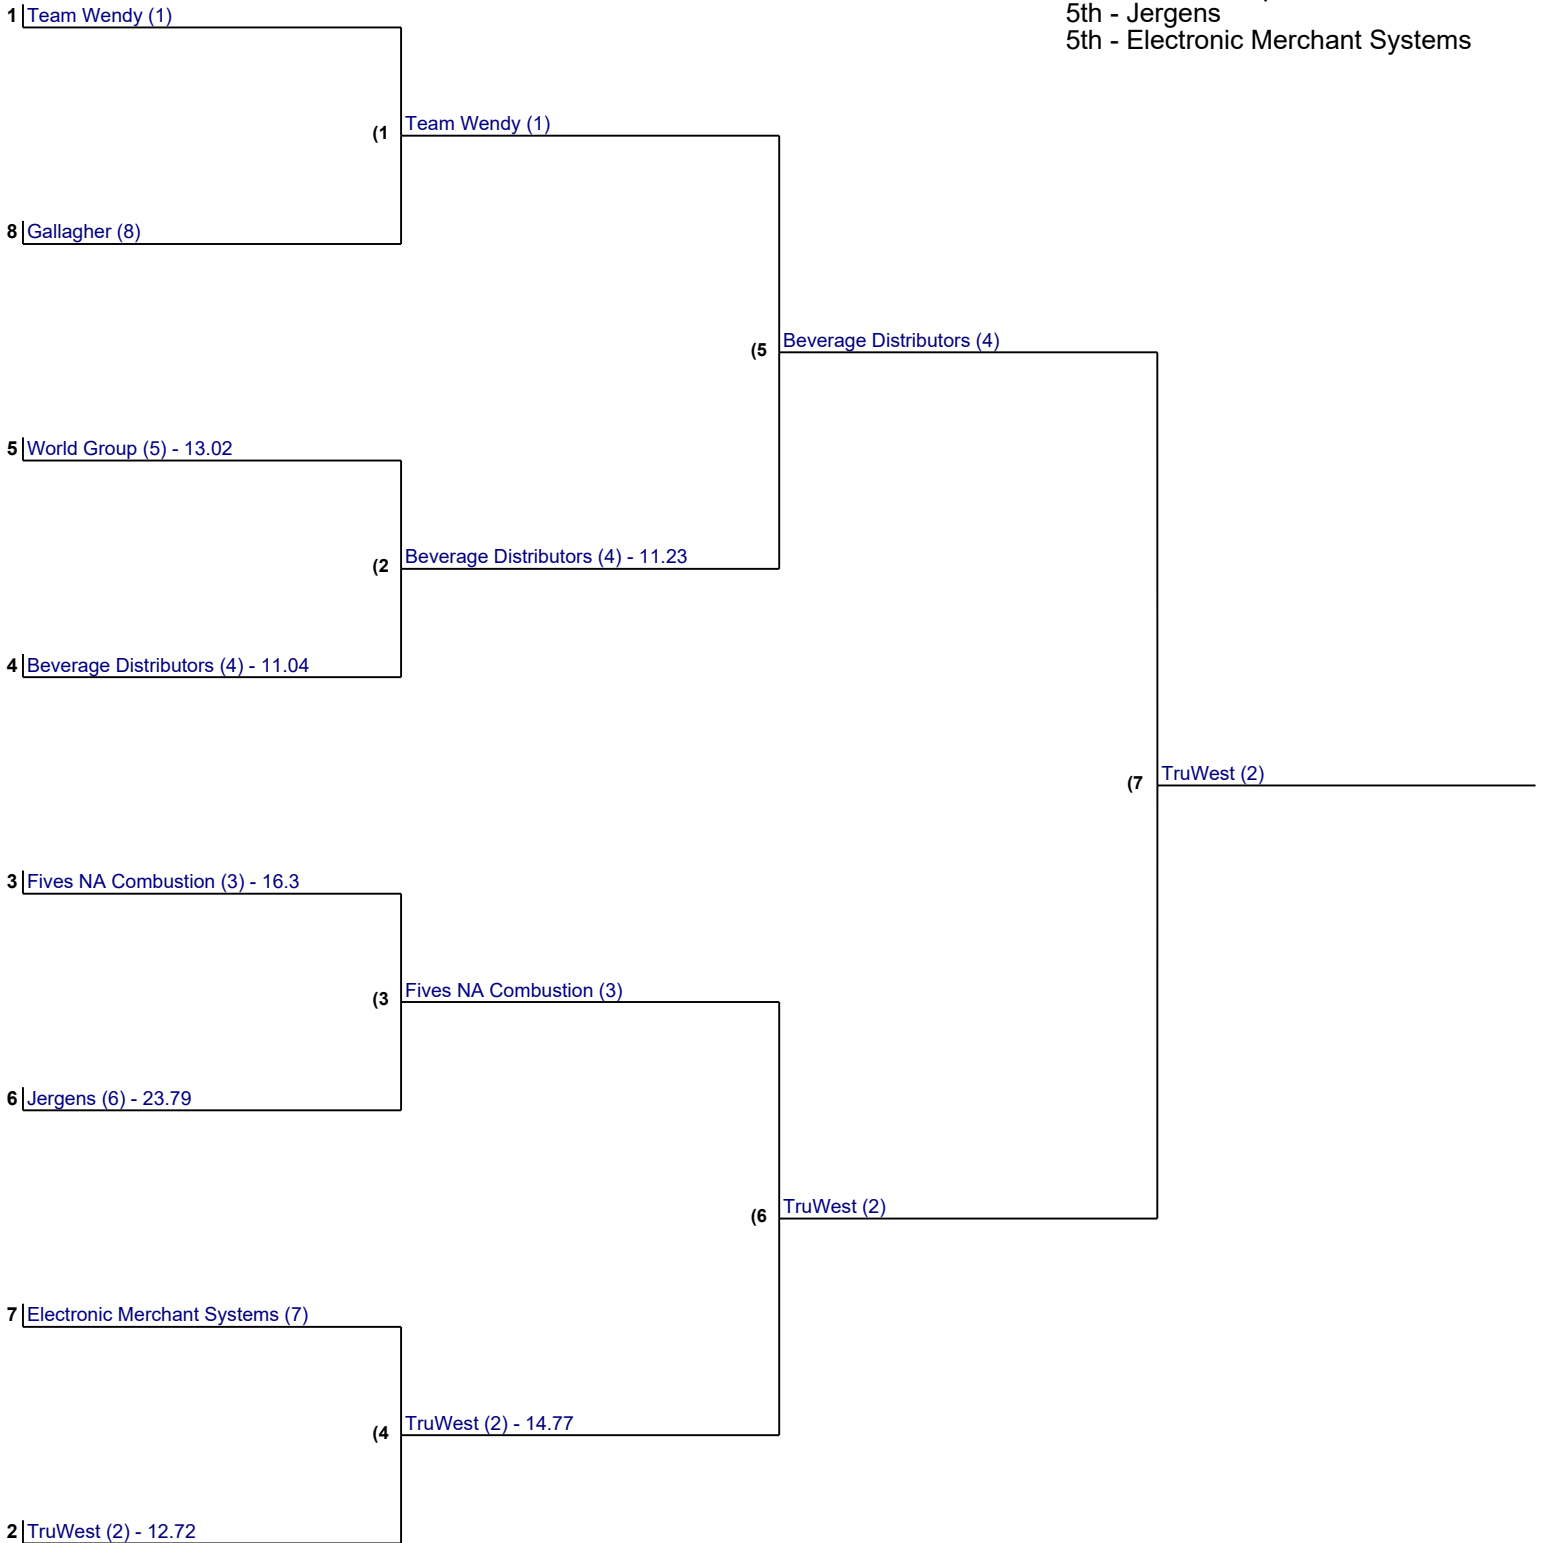 5th - Jergens
5th - Electronic Merchant Systems
1 Team Wendy (1)
(1 Team Wendy (1)
8 Gallagher (8)
(5 Beverage Distributors (4)
5 World Group (5) - 13.02
(2 Beverage Distributors (4) - 11.23
4 Beverage Distributors (4) - 11.04
(7 TruWest (2)
3 Fives NA Combustion (3) - 16.3
(3 Fives NA Combustion (3)
6 Jergens (6) - 23.79
(6 TruWest (2)
7 Electronic Merchant Systems (7)
(4 TruWest (2) - 14.77
2 TruWest (2) - 12.72